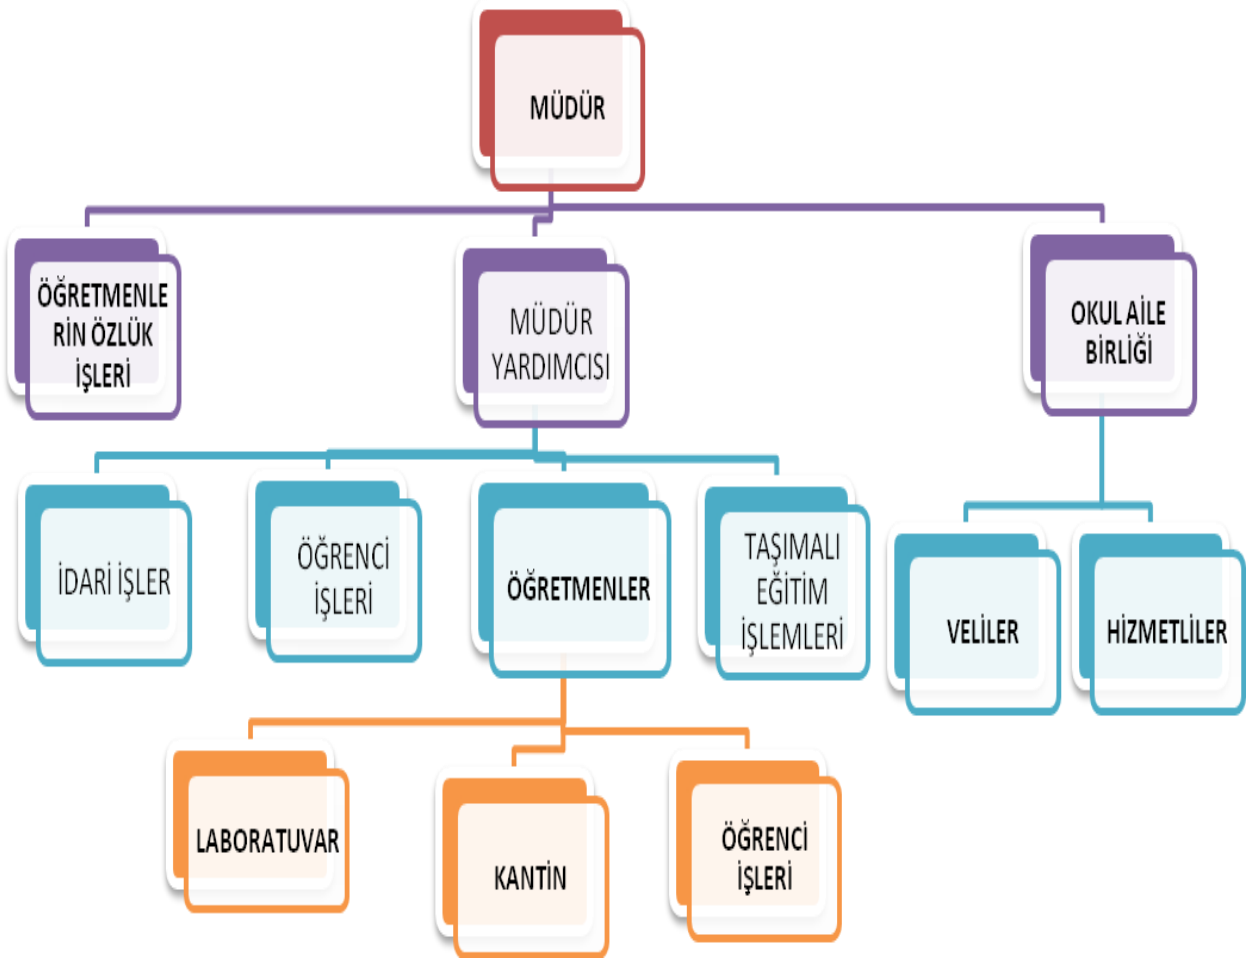 MÜDÜR
ÖĞRETMENLE
RİN ÖZLÜK
İŞLERİ
MÜDÜR
YARDIMCISI
OKUL AİLE
BİRLİĞİ
İDARİ İŞLER
ÖĞRENCİ
İŞLERİ
ÖĞRETMENLER
TAŞIMALI
EĞİTİM
İŞLEMLERİ
VELİLER
HİZMETLİLER
LABORATUVAR
KANTİN
ÖĞRENCİ
İŞLERİ